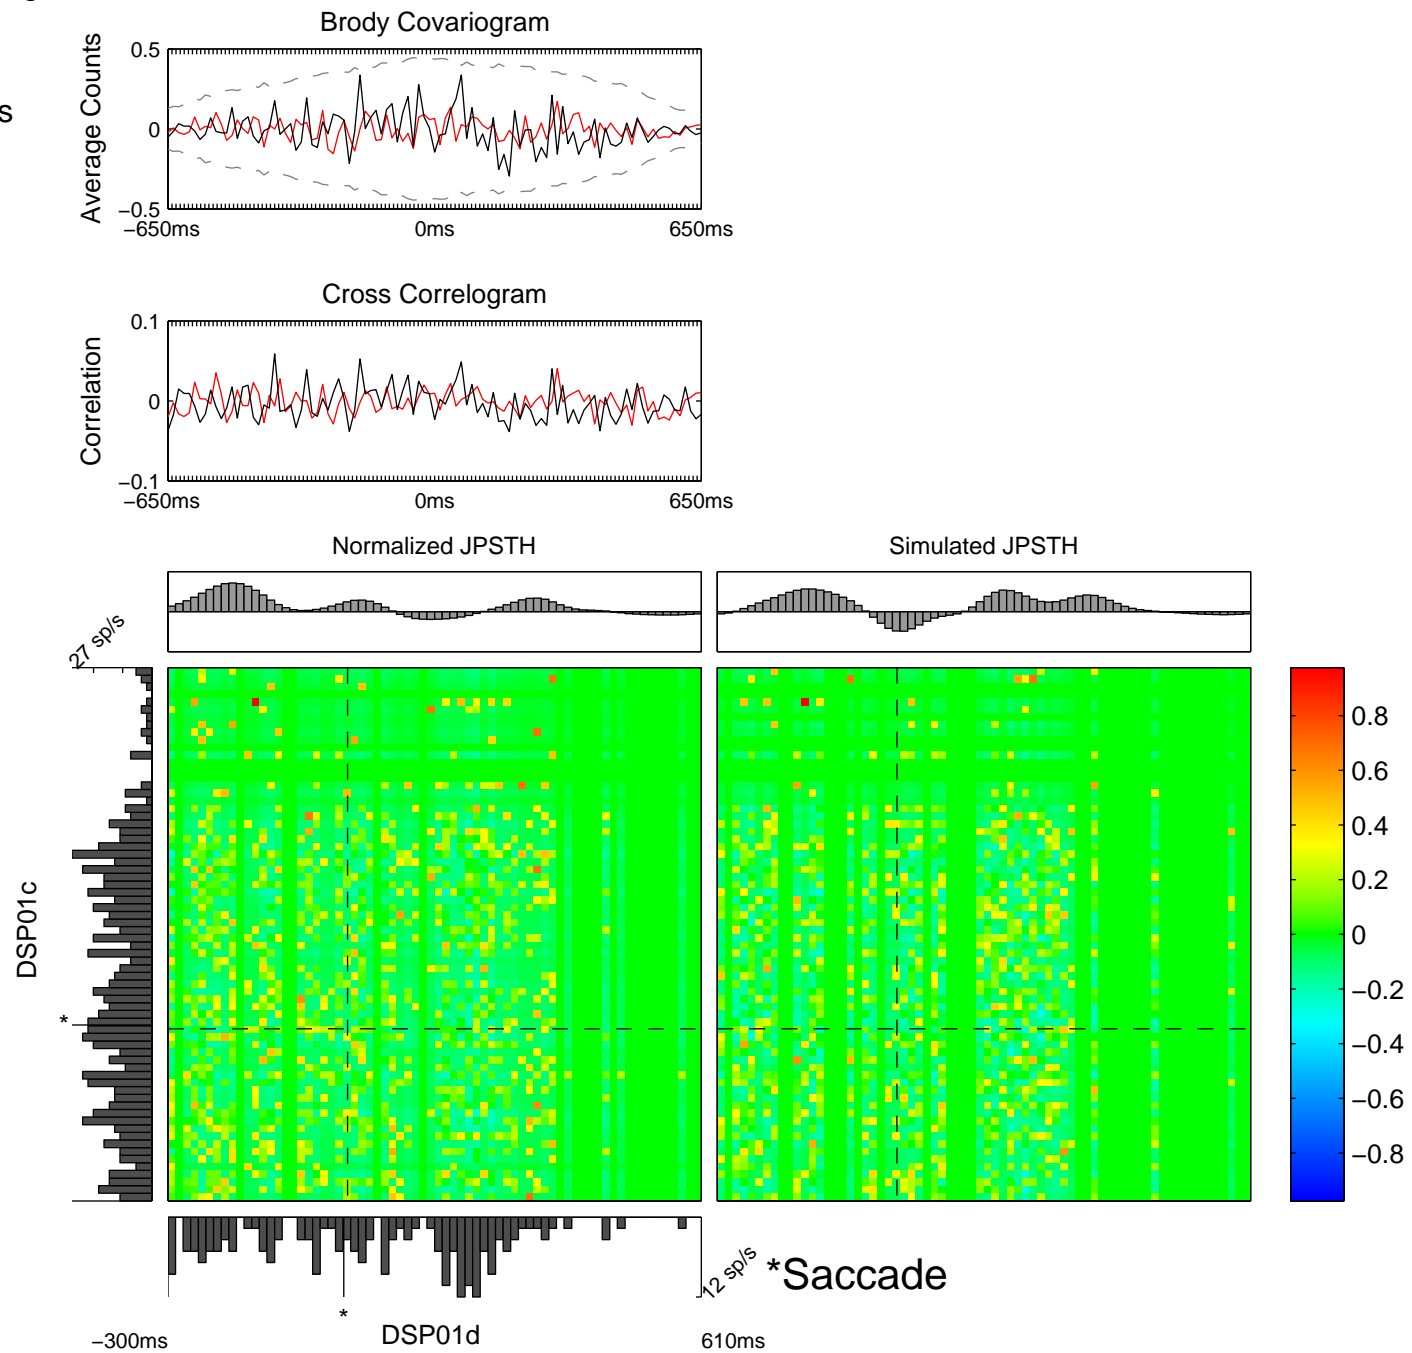 Brody Covariogram
Average Counts
0.5
0
−0.5
−650ms
0ms
650ms
s
Cross Correlogram
Correlation
0.1
0
−0.1
−650ms
0ms
650ms
Normalized JPSTH
Simulated JPSTH
27 sp/s
DSP01c
*
0.8
0.6
0.4
0.2
0
−0.2
−0.4
−0.6
−0.8
12 sp/s
*Saccade
*
−300ms
DSP01d
610ms